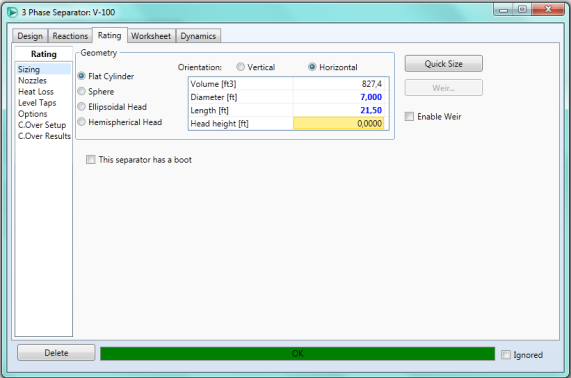 3 Phase Separator: V-100
Design Reactions Rating Worksheet Dynamics
Rating
Sizing
Nozzles
Heat Loss
Level Taps
Options
C.Over Setup
C.Over Results
Geometry
Flat Cylinder
Sphere
Ellipsoidal Head
Hemispherical Head
Orientation: Vertical Horizontal
Volume [ft3] 827,4
Diameter [ft] 7,000
Length [ft] 21,50
Head height [ft] 0,0000
Quick Size
Weir...
Enable Weir
This separator has a boot
Delete OK Ignored